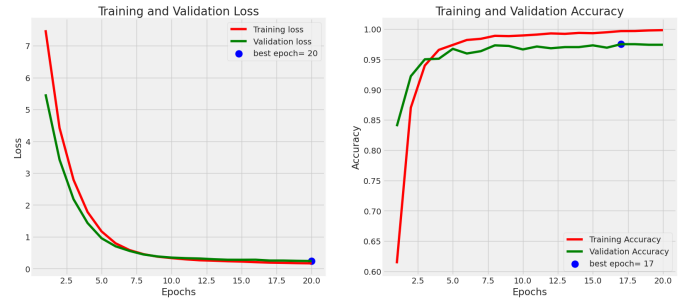 Training and Validation Loss
Training loss
Validation loss
best epoch= 20
7
6
5
4
3
2
1
0
2.5 5.0 7.5 10.0 12.5 15.0 17.5 20.0
Loss
Epochs
Training and Validation Accuracy
1.00
0.95
0.90
0.85
0.80
0.75
0.70
0.65
0.60
Training Accuracy
Validation Accuracy
best epoch= 17
2.5 5.0 7.5 10.0 12.5 15.0 17.5 20.0
Accuracy
Epochs